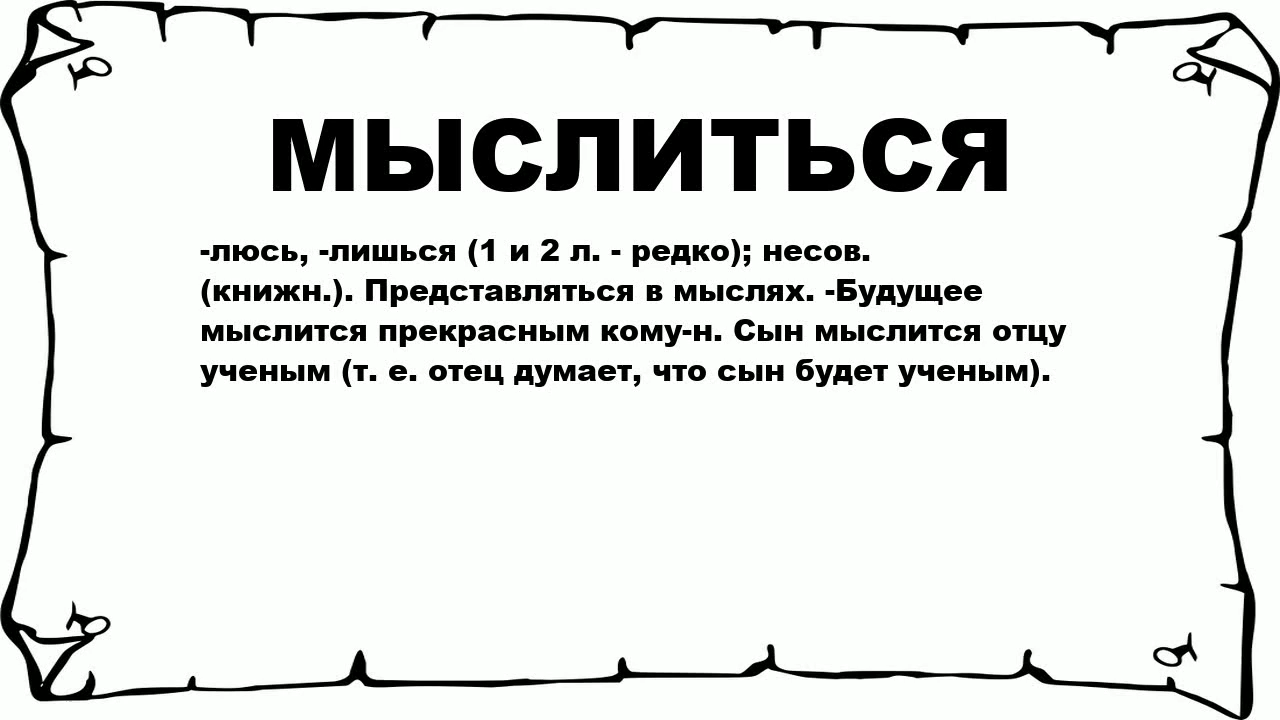 МЫСЛИТЬСЯ
-люсь, -лишься (1 и 2 л. - редко); несов.
(книжн.). Представляться в мыслях. -Будущее
мыслится прекрасным кому-н. Сын мыслится отцу
ученым (т. е. отец думает, что сын будет ученым).